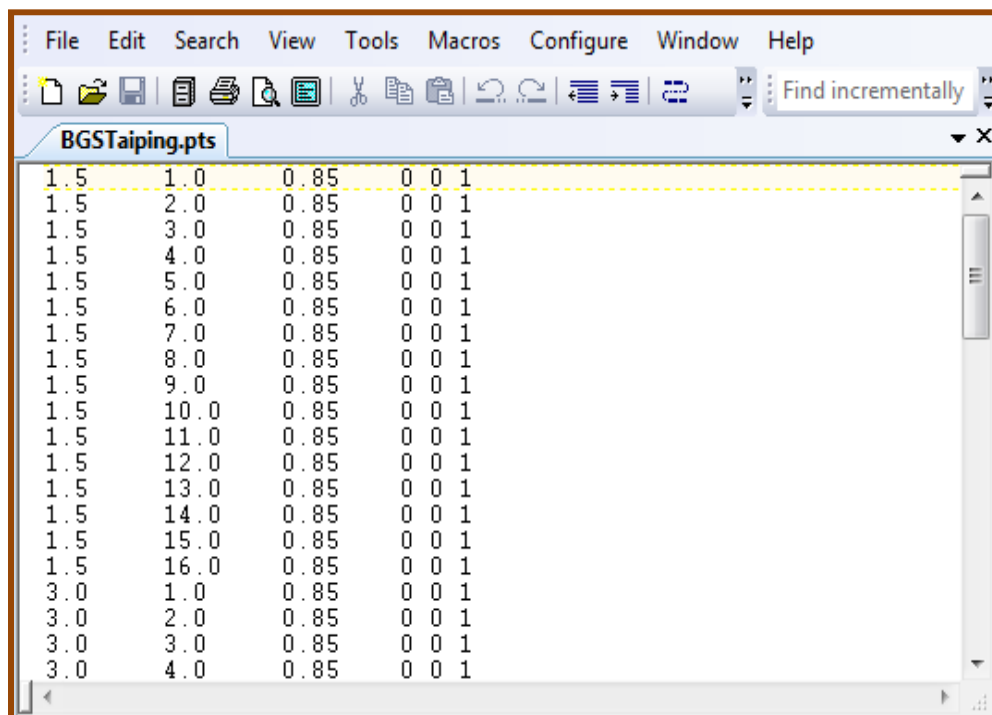 File Edit Search View Tools Macros Configure Window Help
Find incrementally
BGSTaiping.pts
1.5 1.0 0.85 0 0 1
1.5 2.0 0.85 0 0 1
1.5 3.0 0.85 0 0 1
1.5 4.0 0.85 0 0 1
1.5 5.0 0.85 0 0 1
1.5 6.0 0.85 0 0 1
1.5 7.0 0.85 0 0 1
1.5 8.0 0.85 0 0 1
1.5 9.0 0.85 0 0 1
1.5 10.0 0.85 0 0 1
1.5 11.0 0.85 0 0 1
1.5 12.0 0.85 0 0 1
1.5 13.0 0.85 0 0 1
1.5 14.0 0.85 0 0 1
1.5 15.0 0.85 0 0 1
1.5 16.0 0.85 0 0 1
3.0 1.0 0.85 0 0 1
3.0 2.0 0.85 0 0 1
3.0 3.0 0.85 0 0 1
3.0 4.0 0.85 0 0 1